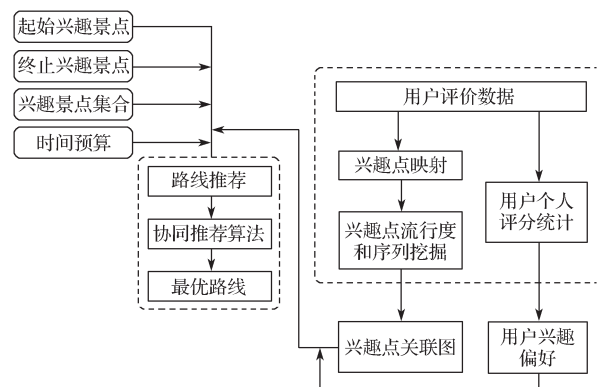 起始兴趣景点
终止兴趣景点
兴趣景点集合
时间预算
路线推荐
协同推荐算法
最优路线
用户评价数据
兴趣点映射
兴趣点流行度
和序列挖掘
用户个人
评分统计
兴趣点关联图
用户兴趣
偏好